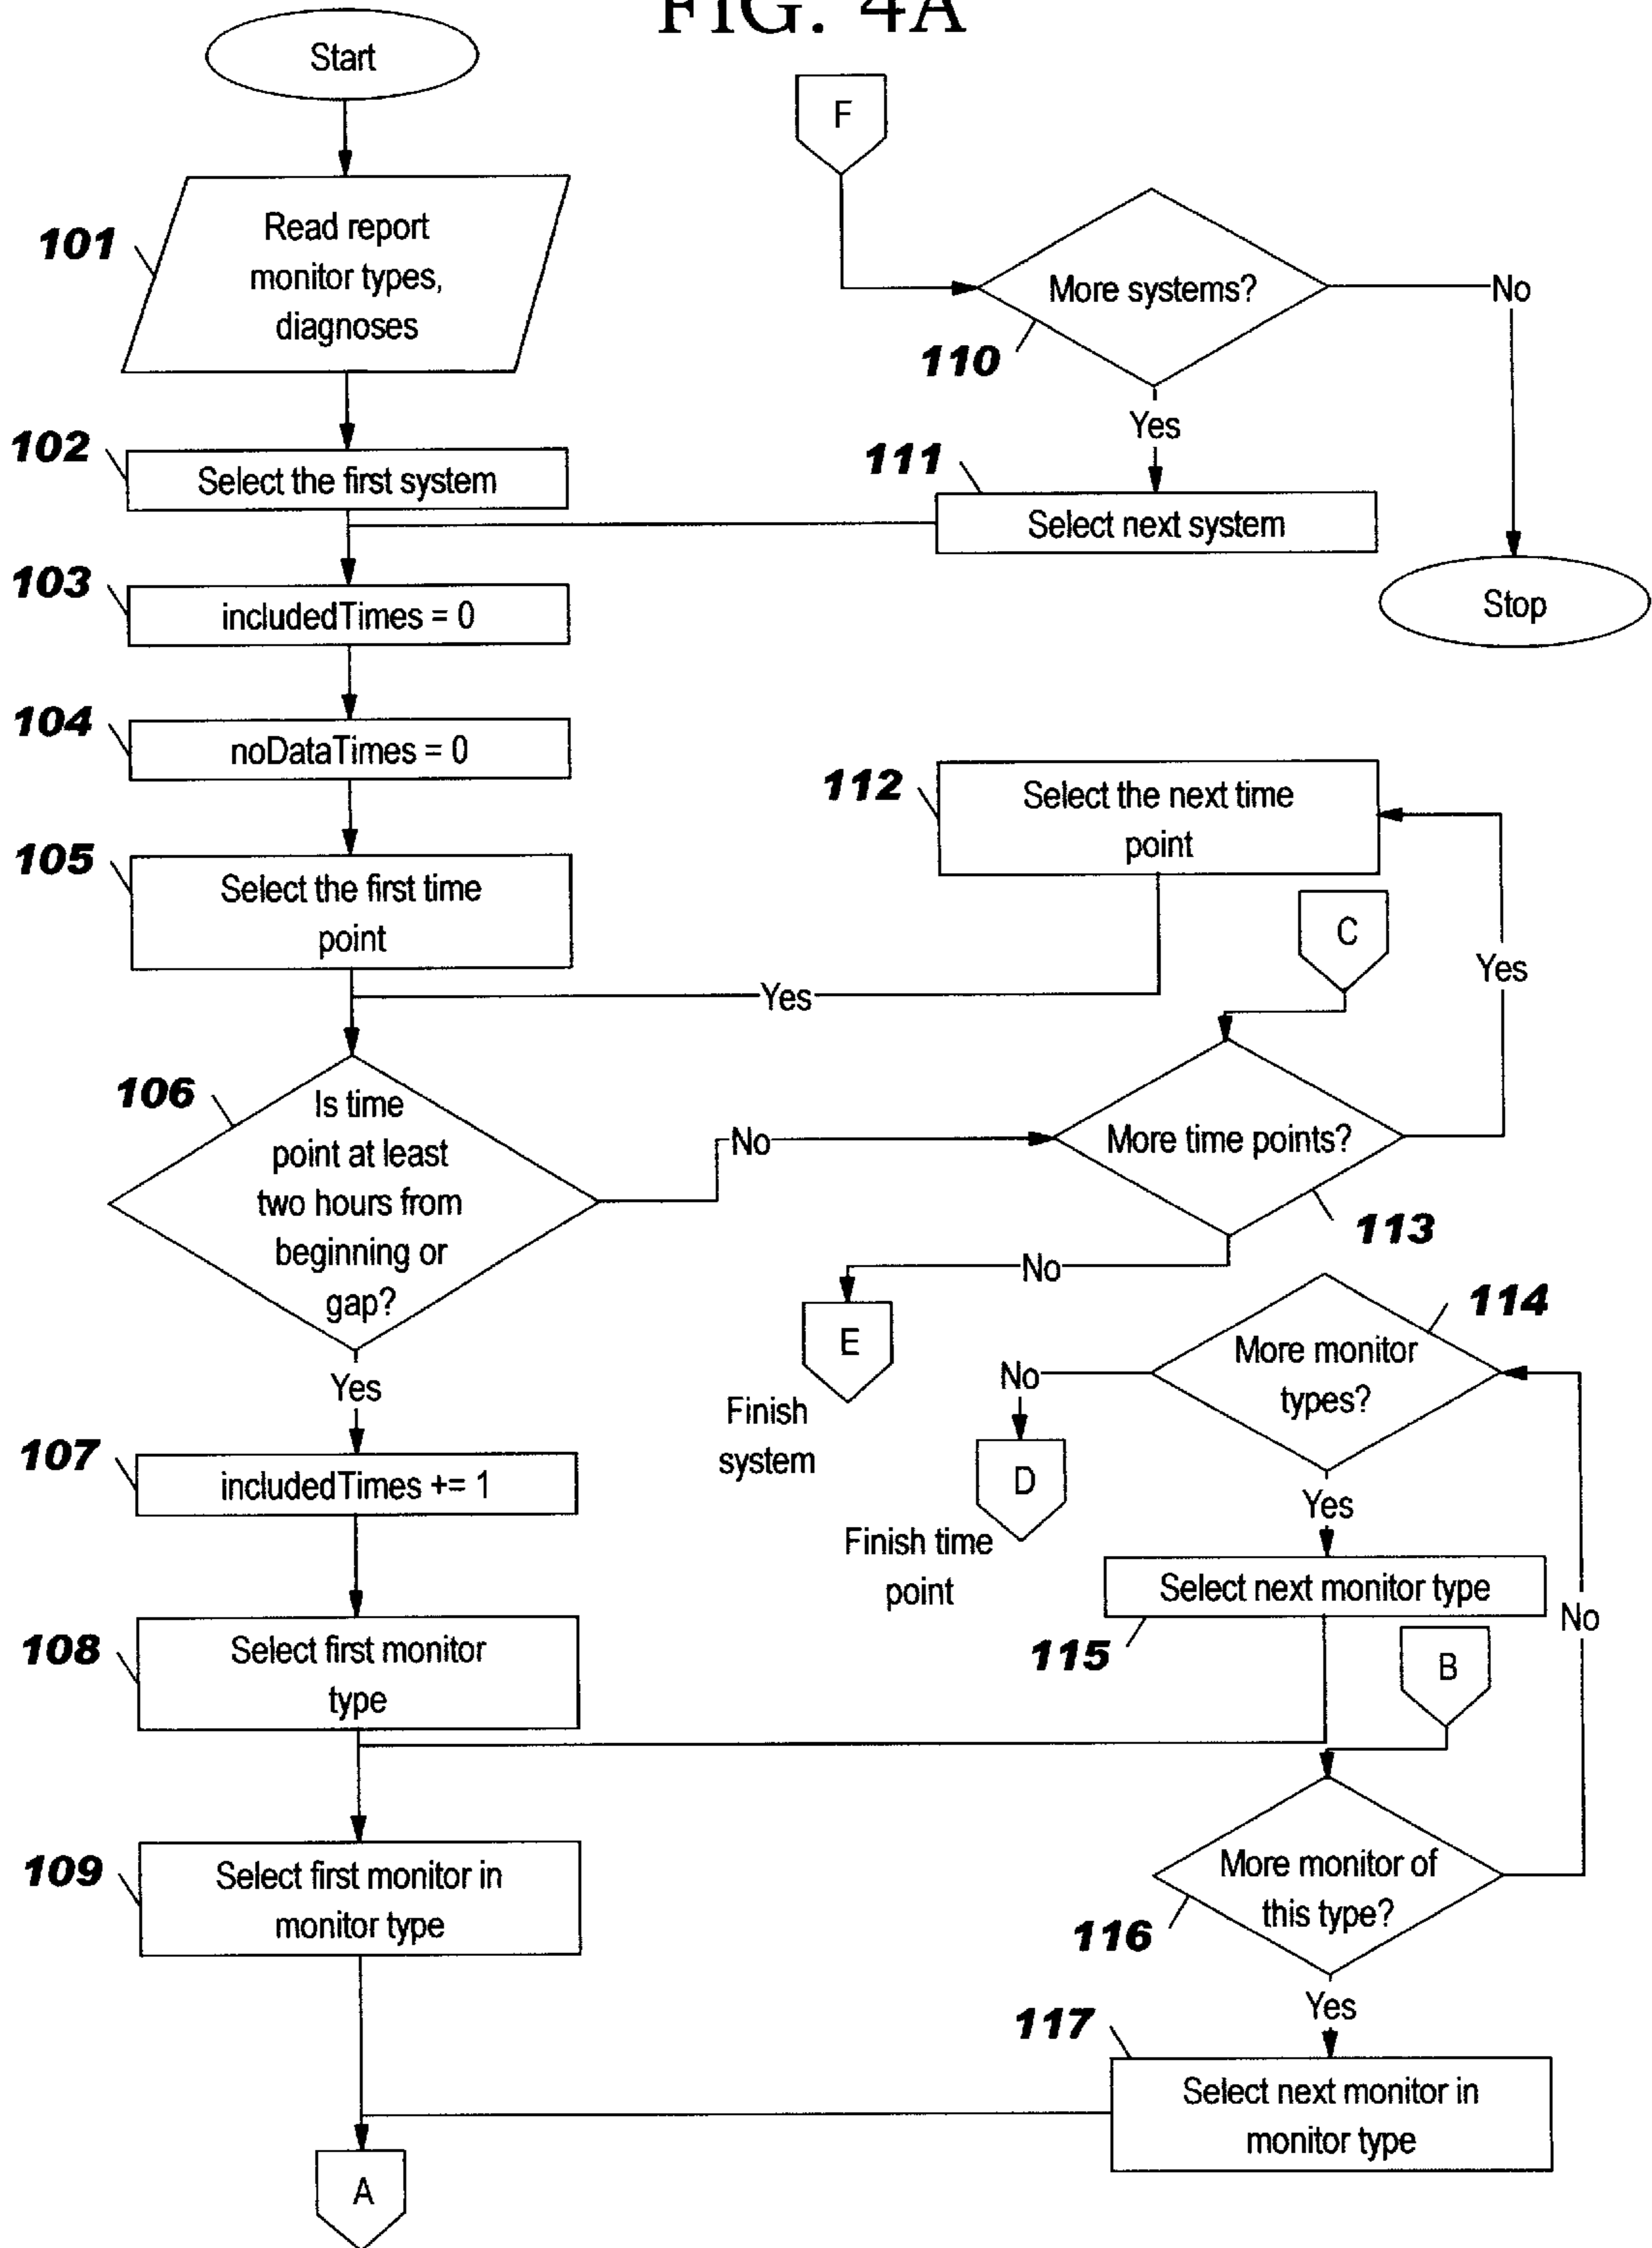 FIG. 4A
Start
101
Read report
monitor types,
diagnoses
102
Select the first system
103
includedTimes = 0
104
noDataTimes = 0
105
Select the first time
point
106
Is time
point at least
two hours from
beginning or
gap?
Yes
107
includedTimes += 1
108
Select first monitor
type
109
Select first monitor in
monitor type
A
F
More systems?
No
110
Yes
111
Select next system
Stop
112
Select the next time
point
C
Yes
Yes
No
More time points?
113
No
E
Finish
system
114
More monitor
types?
No
D
Finish time
point
Yes
Select next monitor type
115
No
B
More monitor of
this type?
116
Yes
117
Select next monitor in
monitor type